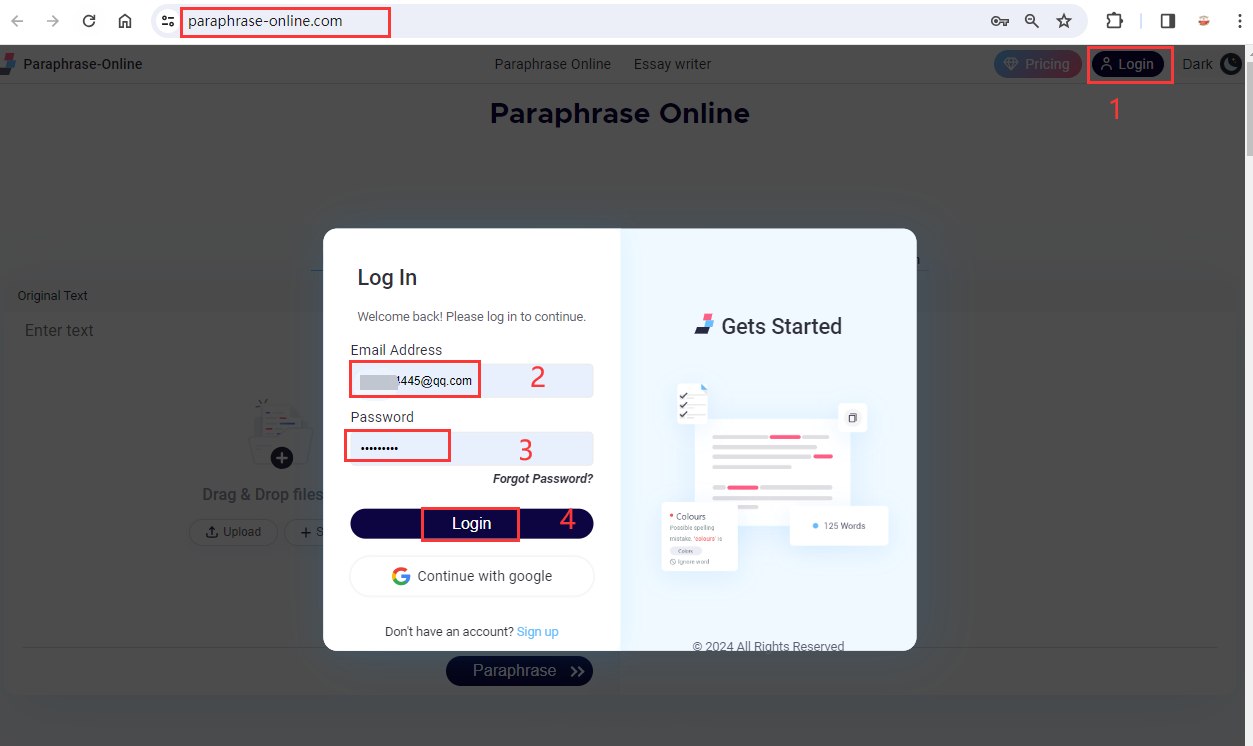 paraphrase-online.com
Paraphrase-Online
Paraphrase Online
Essay writer
Pricing
Login
Dark
1
Paraphrase Online
Original Text
Enter text
Drag & Drop files
Upload
+ S
Log In
Welcome back! Please log in to continue.
Email Address
4445@qq.com
2
Password
•••••••••
3
Forgot Password?
Login
4
Continue with google
Don't have an account? Sign up
Gets Started
Colours
Possible spelling
mistake. 'colours' is
Colors
Ignore word
125 Words
© 2024 All Rights Reserved
Paraphrase